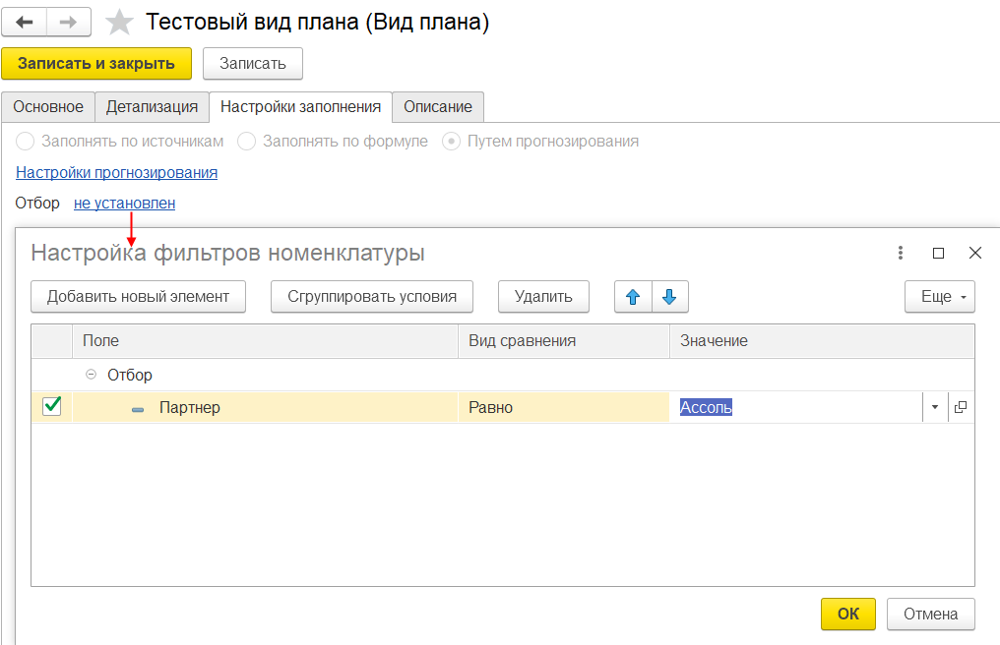 Тестовый вид плана (Вид плана)
Записать и закрыть Записать
Основное Детализация Настройки заполнения Описание
Заполнять по источникам Заполнять по формуле Путем прогнозирования
Настройки прогнозирования
Отбор не установлен
Настройка фильтров номенклатуры
Добавить новый элемент Сгруппировать условия Удалить Еще
Поле Вид сравнения Значение
Отбор
Партнер Равно Ассоль
ОК Отмена